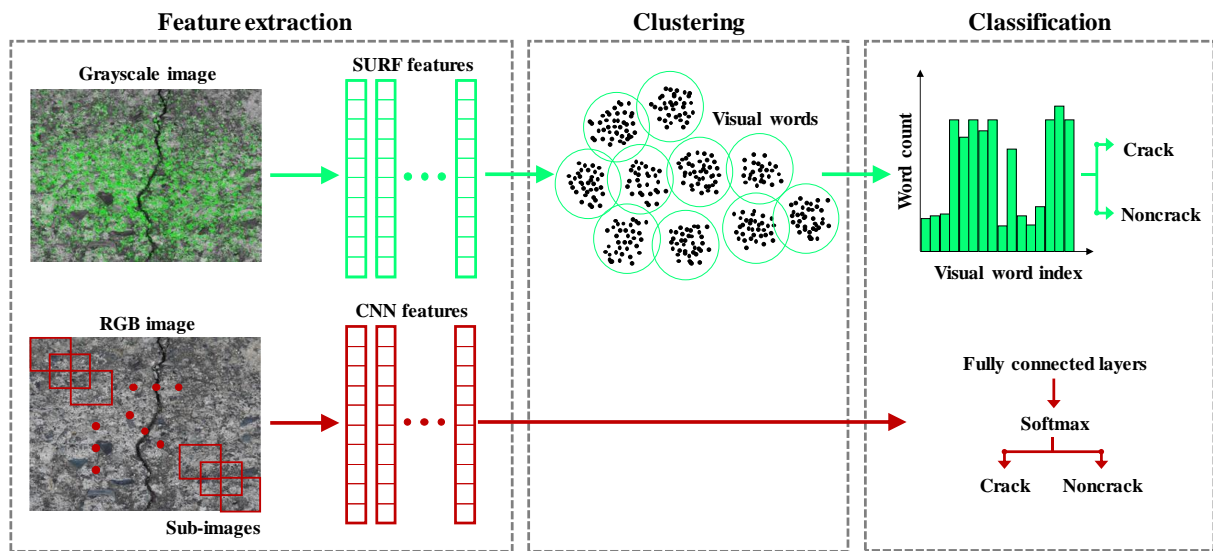 Feature extraction
Clustering
Classification
Grayscale image
SURF features
Visual words
Word count
Crack
Noncrack
Visual word index
RGB image
CNN features
Sub-images
Fully connected layers
Softmax
Crack
Noncrack